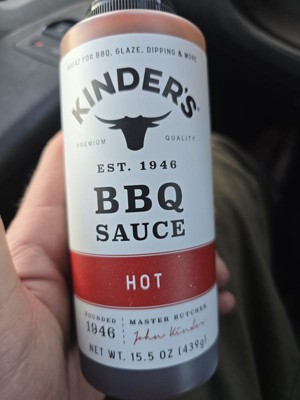 GREAT FOR BBQ, GLAZE, DIPPING & MORE
KINDER'S®
PREMIUM QUALITY
EST. 1946
BBQ
SAUCE
HOT
FOUNDED
1946
MASTER BUTCHER
John Kinder
NET WT. 15.5 OZ (439g)